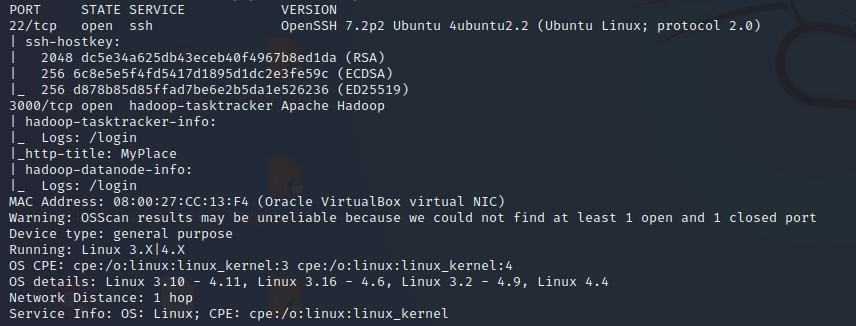 PORT     STATE SERVICE            VERSION
22/tcp   open  ssh                OpenSSH 7.2p2 Ubuntu 4ubuntu2.2 (Ubuntu Linux; protocol 2.0)
| ssh-hostkey:
|   2048 dc5e34a625db43eceb40f4967b8ed1da (RSA)
|   256 6c8e5e5f4fd5417d1895d1dc2e3fe59c (ECDSA)
|_  256 d878b85d85ffad7be6e2b5da1e526236 (ED25519)
3000/tcp open  hadoop-tasktracker Apache Hadoop
| hadoop-tasktracker-info:
|_  Logs: /login
|_http-title: MyPlace
| hadoop-datanode-info:
|_  Logs: /login
MAC Address: 08:00:27:CC:13:F4 (Oracle VirtualBox virtual NIC)
Warning: OSScan results may be unreliable because we could not find at least 1 open and 1 closed port
Device type: general purpose
Running: Linux 3.X|4.X
OS CPE: cpe:/o:linux:linux_kernel:3 cpe:/o:linux:linux_kernel:4
OS details: Linux 3.10 - 4.11, Linux 3.16 - 4.6, Linux 3.2 - 4.9, Linux 4.4
Network Distance: 1 hop
Service Info: OS: Linux; CPE: cpe:/o:linux:linux_kernel